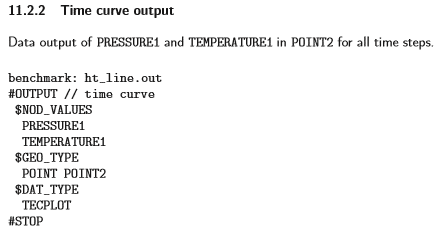 11.2.2 Time curve output
Data output of PRESSURE1 and TEMPERATURE1 in POINT2 for all time steps.
benchmark: ht_line.out
#OUTPUT // time curve
$NOD_VALUES
PRESSURE1
TEMPERATURE1
$GEO_TYPE
POINT POINT2
$DAT_TYPE
TECPLOT
#STOP